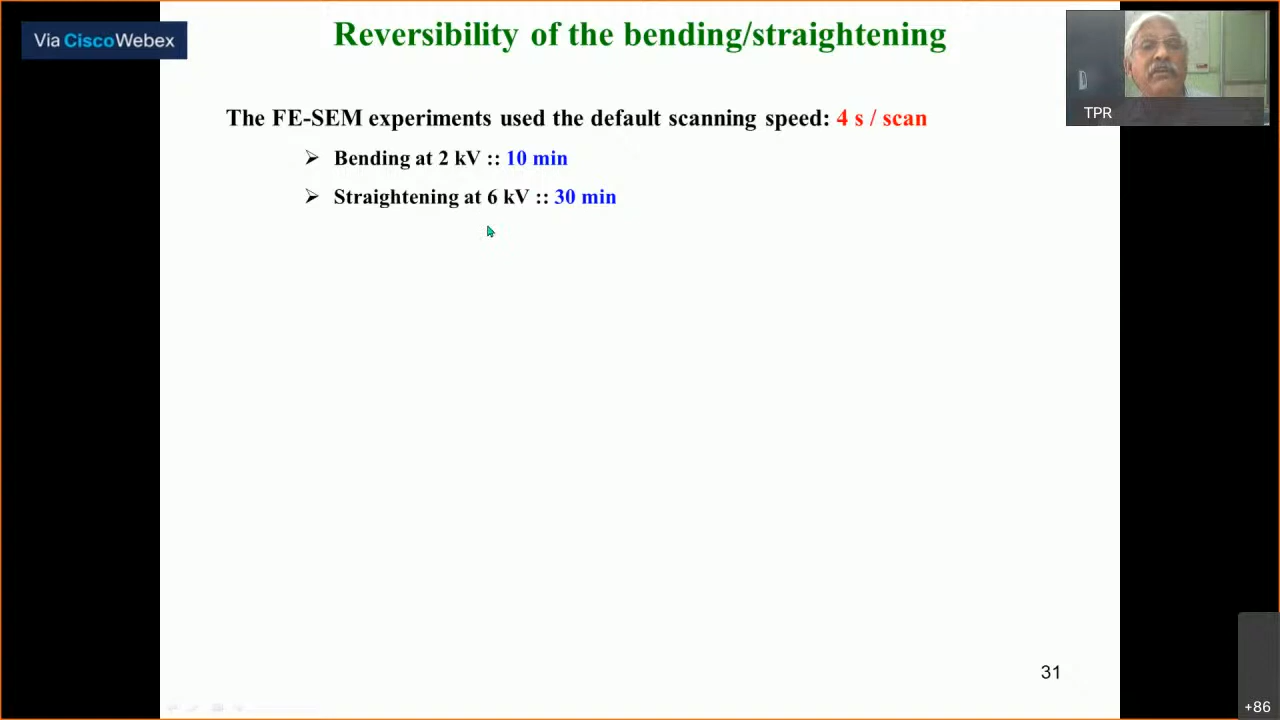 Via CiscoWebex
Reversibility of the bending/straightening
TPR
The FE-SEM experiments used the default scanning speed: 4 s / scan
➢ Bending at 2 kV :: 10 min
➢ Straightening at 6 kV :: 30 min
31
+86